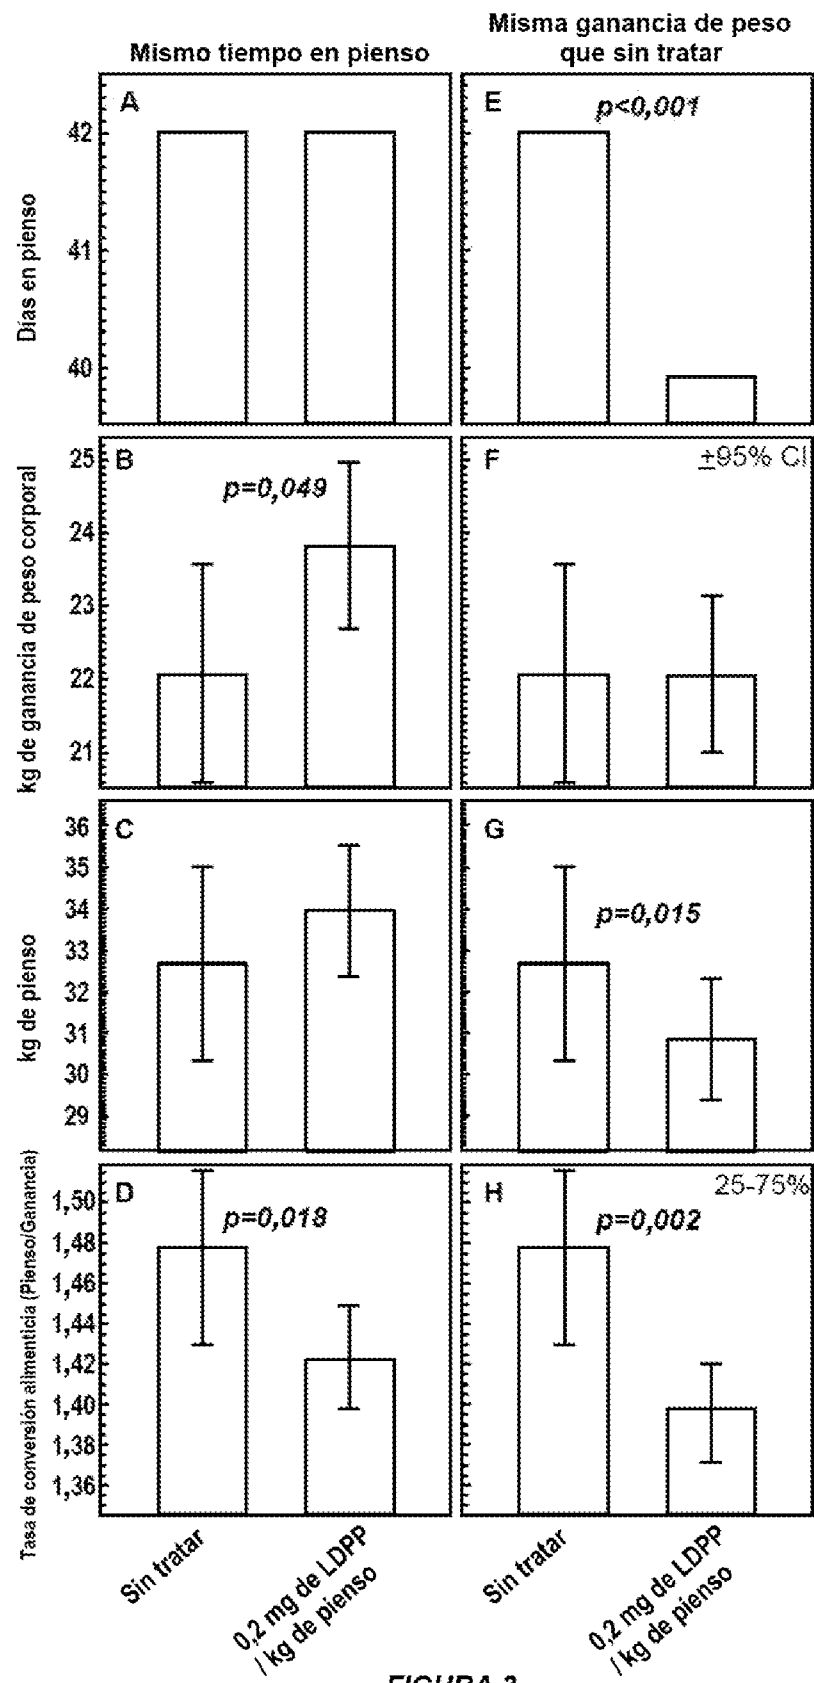 Mismo tiempo en pienso
Misma ganancia de peso
que sin tratar
Días en pienso
42
41
40
A
E
p<0,001
kg de ganancia de peso corporal
25
24
23
22
21
B
p=0,049
F
±95% CI
kg de pienso
36
35
34
33
32
31
30
29
C
G
p=0,015
Tasa de conversión alimenticia (Pienso/Ganancia)
1,50
1,48
1,46
1,44
1,42
1,40
1,38
1,36
D
p=0,018
H
25-75%
p=0,002
Sin tratar
0,2 mg de LDPP
/ kg de pienso
Sin tratar
0,2 mg de LDPP
/ kg de pienso